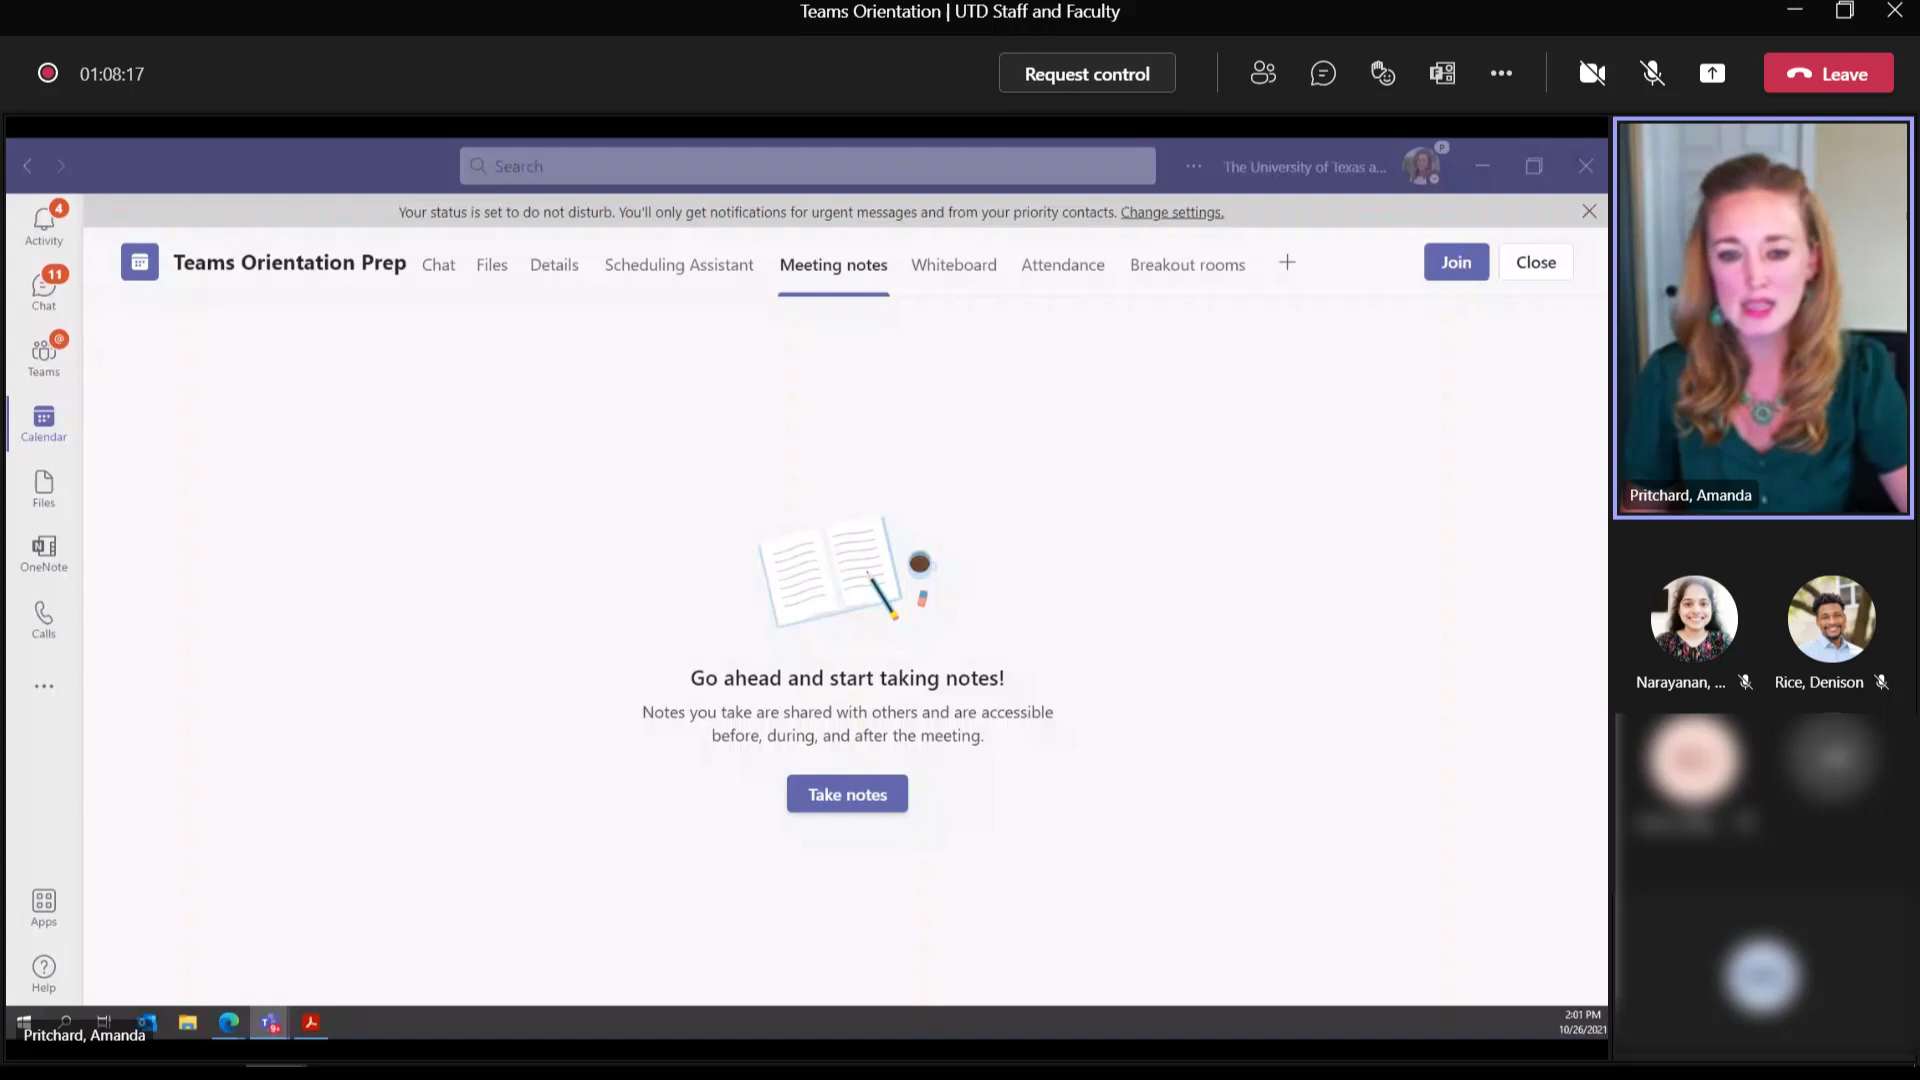 Teams Orientation | UTD Staff and Faculty
01:08:17
Request control
Leave
Search
The University of Texas a...
P
Your status is set to do not disturb. You'll only get notifications for urgent messages and from your priority contacts. Change settings.
4
Activity
11
Chat
@
Teams
Calendar
Files
OneNote
Calls
Apps
Help
Teams Orientation Prep
Chat
Files
Details
Scheduling Assistant
Meeting notes
Whiteboard
Attendance
Breakout rooms
Join
Close
Go ahead and start taking notes!
Notes you take are shared with others and are accessible
before, during, and after the meeting.
Take notes
Pritchard, Amanda
Narayanan, ...
Rice, Denison
9+
2:01 PM
10/26/2021
Pritchard, Amanda